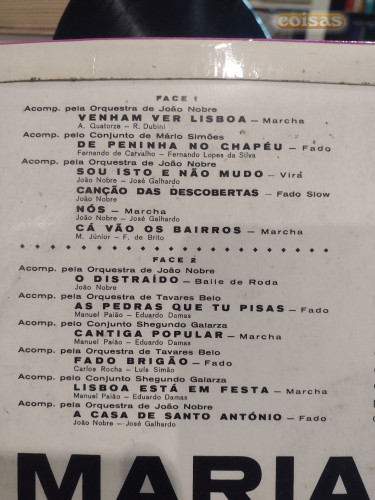 eoisas
FACE 1
Acomp. pela Orquestra de João Nobre
VENHAM VER LISBOA — Marcha
A. Quatorze — R. Dubini
Acomp. pelo Conjunto de Mário Simões
DE PENINHA NO CHAPÉU — Fado
Fernando de Carvalho — Fernando Lopes da Silva
Acomp. pela Orquestra de João Nobre
SOU ISTO E NÃO MUDO — Vira
João Nobre — José Galhardo
CANÇÃO DAS DESCOBERTAS — Fado Slow
João Nobre
NÓS — Marcha
João Nobre — José Galhardo
CÁ VÃO OS BAIRROS — Marcha
M. Júnior — F. de Brito
FACE 2
Acomp. pela Orquestra de João Nobre
O DISTRAÍDO — Baile de Roda
João Nobre
Acomp. pela Orquestra de Tavares Belo
AS PEDRAS QUE TU PISAS — Fado
Manuel Paião — Eduardo Damas
Acomp. pelo Conjunto Shegundo Galarza
CANTIGA POPULAR — Marcha
Manuel Paião — Eduardo Damas
Acomp. pela Orquestra de Tavares Belo
FADO BRIGÃO — Fado
Carlos Rocha — Luís Simão
Acomp. pelo Conjunto Shegundo Galarza
LISBOA ESTÁ EM FESTA — Marcha
Manuel Paião — Eduardo Damas
Acomp. pela Orquestra de João Nobre
A CASA DE SANTO ANTÓNIO — Fado
João Nobre — José Galhardo
MARIA